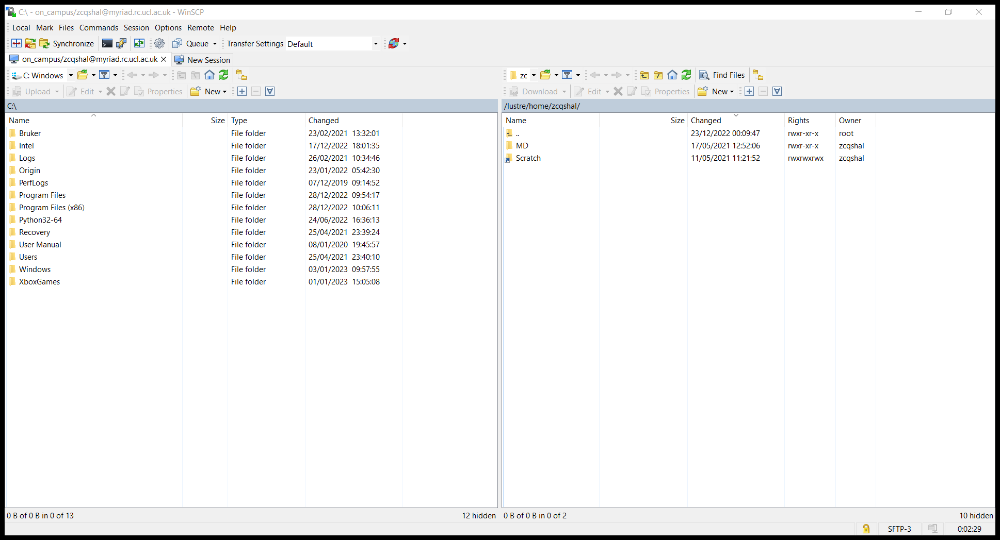 C:\ - on_campus/zcqshal@myriad.rc.ucl.ac.uk - WinSCP
Local Mark Files Commands Session Options Remote Help
Synchronize Queue Transfer Settings Default
on_campus/zcqshal@myriad.rc.ucl.ac.uk New Session
C: Windows
Upload Edit Properties New
C:\
Name Size Type Changed
Bruker File folder 23/02/2021 13:32:01
Intel File folder 17/12/2022 18:01:35
Logs File folder 26/02/2021 10:34:46
Origin File folder 23/01/2022 05:42:30
PerfLogs File folder 07/12/2019 09:14:52
Program Files File folder 28/12/2022 09:54:17
Program Files (x86) File folder 28/12/2022 10:06:11
Python32-64 File folder 24/06/2022 16:36:13
Recovery File folder 25/04/2021 23:39:24
User Manual File folder 08/01/2020 19:45:57
Users File folder 25/04/2021 23:40:10
Windows File folder 03/01/2023 09:57:55
XboxGames File folder 01/01/2023 15:05:08
0 B of 0 B in 0 of 13 12 hidden
zc Find Files
Download Edit Properties New
/lustre/home/zcqshal/
Name Size Changed Rights Owner
.. 23/12/2022 00:09:47 rwxr-xr-x root
MD 17/05/2021 12:52:06 rwxr-xr-x zcqshal
Scratch 11/05/2021 11:21:52 rwxrwxrwx zcqshal
0 B of 0 B in 0 of 2 10 hidden
SFTP-3 0:02:29